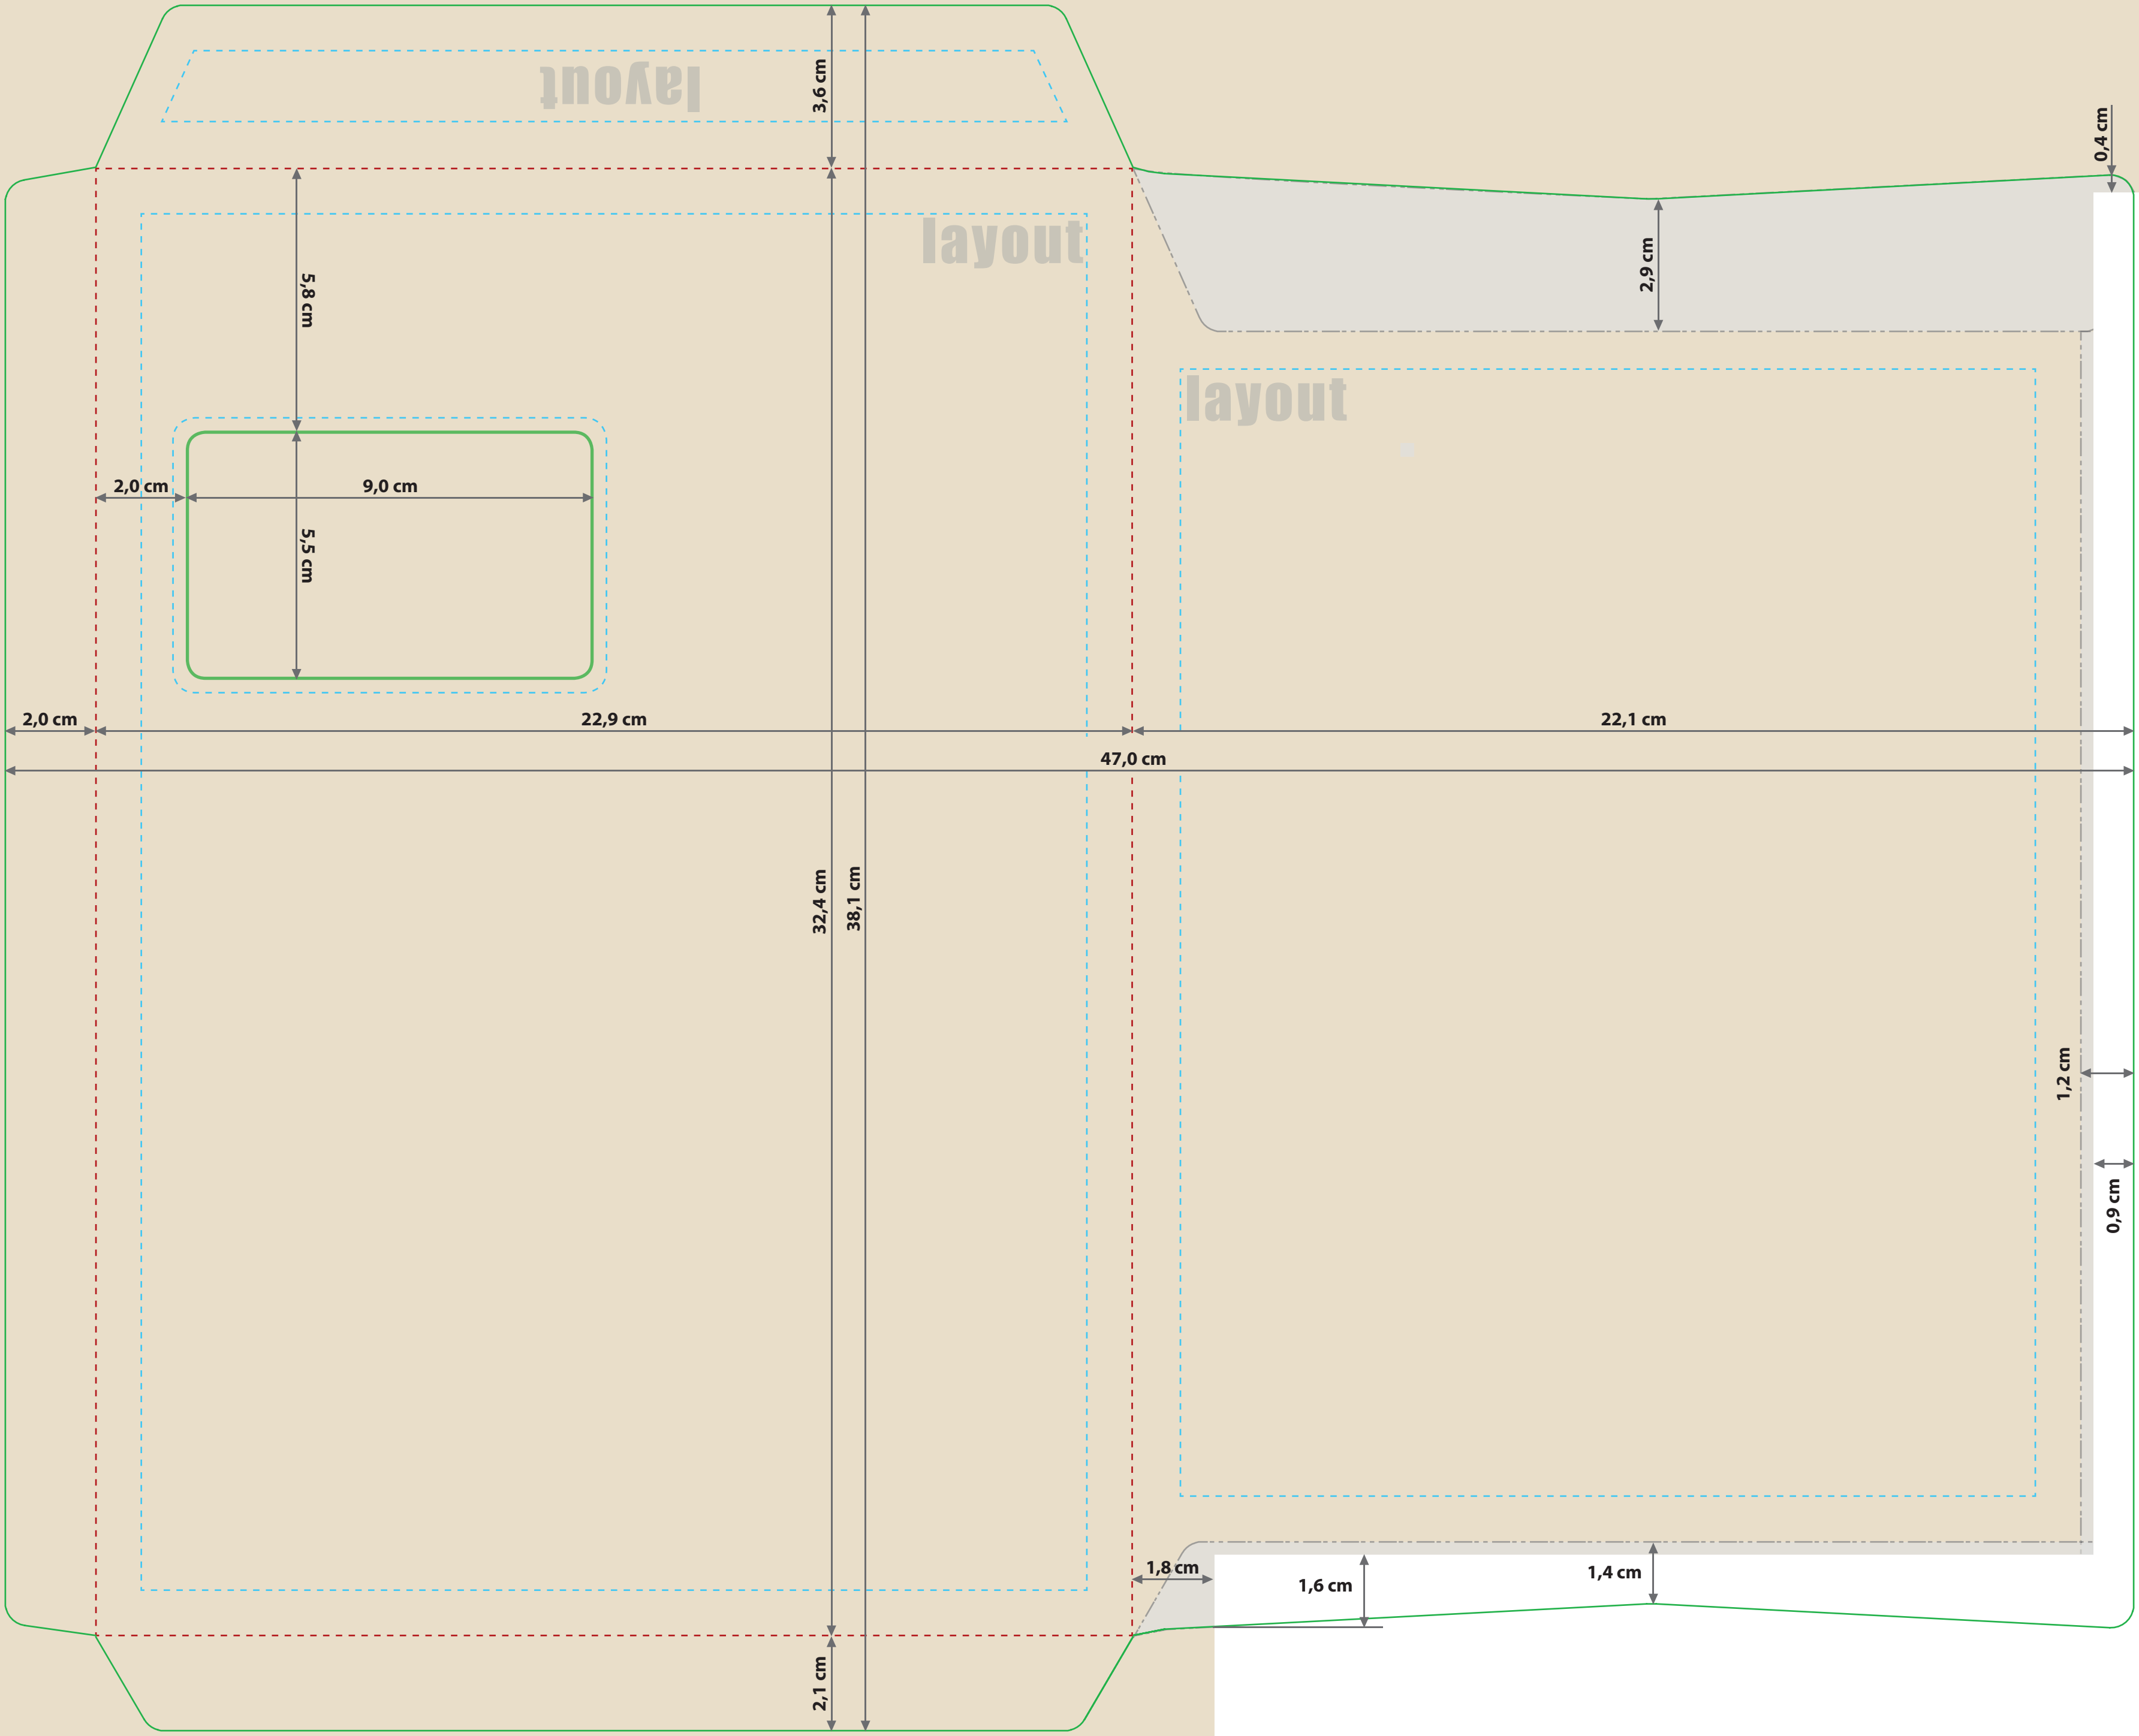 layout
3,6 cm
0,4 cm
layout
5,8 cm
2,9 cm
layout
2,0 cm
9,0 cm
5,5 cm
2,0 cm
22,9 cm
22,1 cm
47,0 cm
32,4 cm
38,1 cm
1,2 cm
0,9 cm
1,8 cm
1,6 cm
1,4 cm
2,1 cm